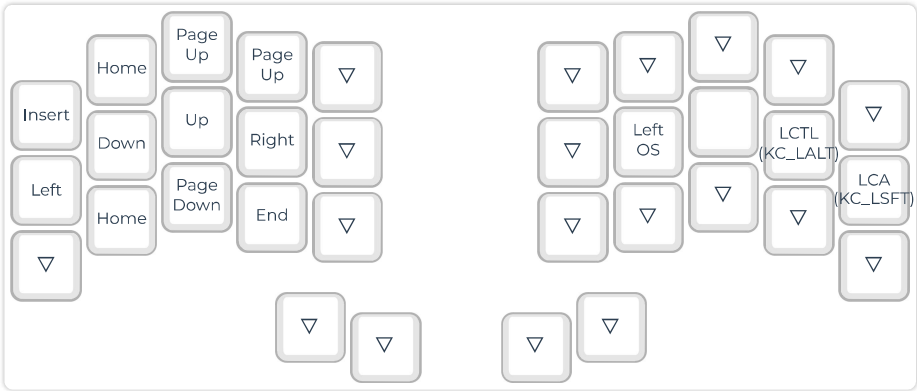 Page
Up
Home
Page
Up
▽
▽
▽
▽
▽
Insert
Up
▽
Down
Right
▽
▽
Left
OS
LCTL
(KC_LALT)
Left
Page
Down
LCA
(KC_LSFT)
Home
End
▽
▽
▽
▽
▽
▽
▽
▽
▽
▽
▽